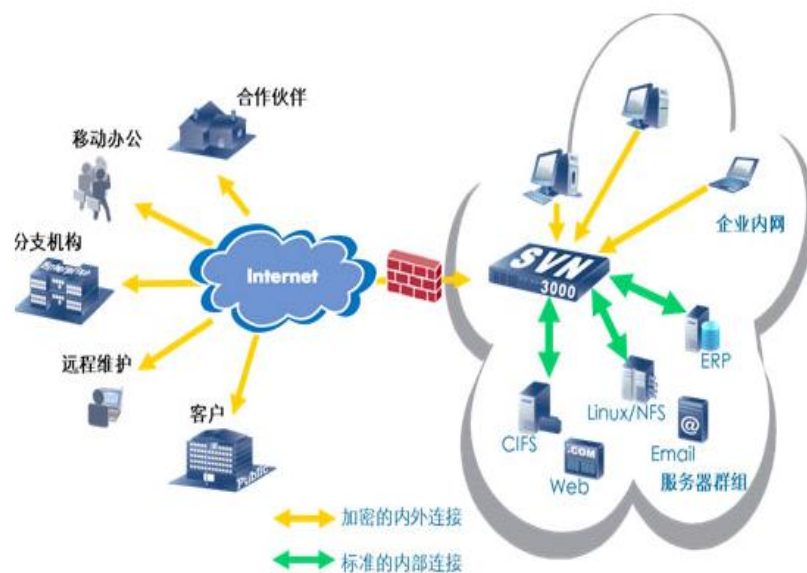 合作伙伴
移动办公
分支机构
Enterprise
远程维护
客户
Public
Internet
SVN
3000
企业内网
ERP
Linux/NFS
CIFS
@
Email
.COM
Web
服务器群组
加密的内外连接
标准的内部连接